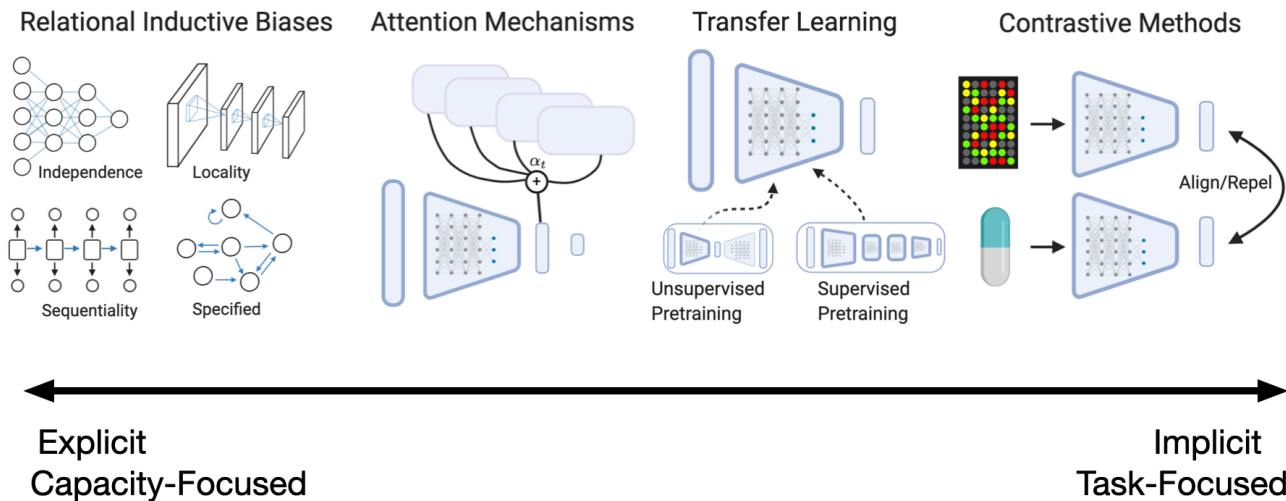 Relational Inductive Biases
Attention Mechanisms
Transfer Learning
Contrastive Methods
Independence
Locality
Sequentiality
Specified
αt
+
Unsupervised
Pretraining
Supervised
Pretraining
Align/Repel
Explicit
Capacity-Focused
Implicit
Task-Focused